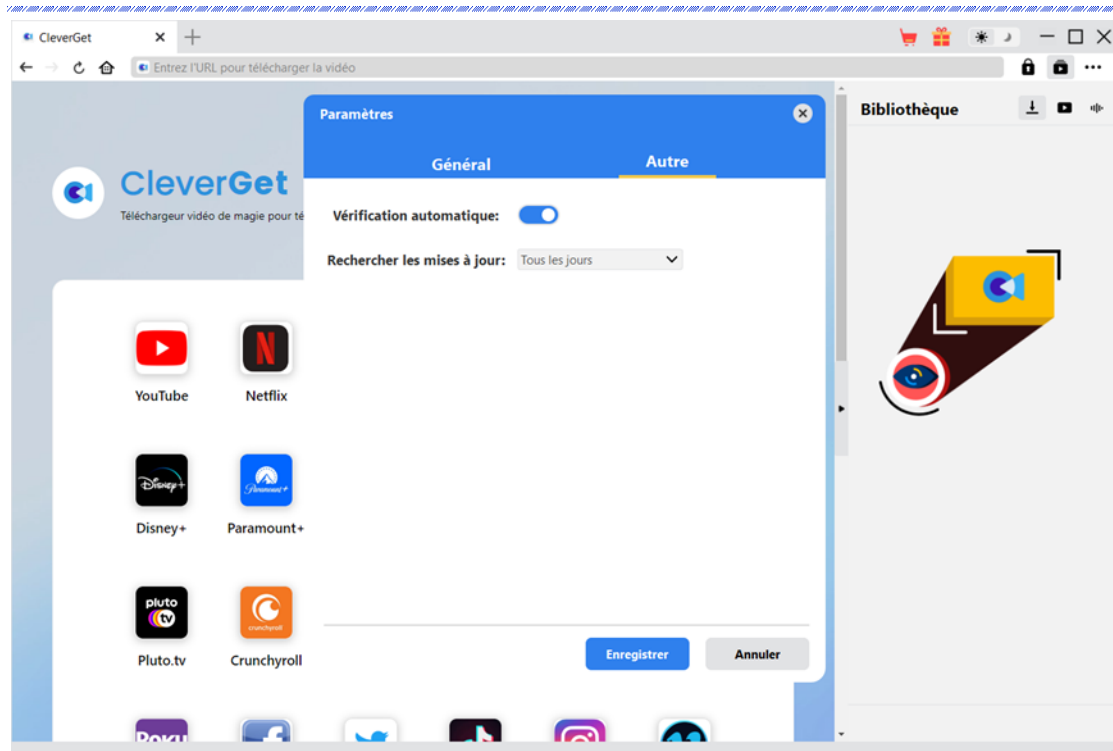 CleverGet
Entrez l'URL pour télécharger la vidéo
Paramètres
Bibliothèque
Général
Autre
CleverGet
Téléchargeur vidéo de magie pour té
Vérification automatique:
Rechercher les mises à jour:
Tous les jours
YouTube
Netflix
Disney+
Paramount+
Disney+
Paramount+
pluto
tv
crunchyroll
Pluto.tv
Crunchyroll
Enregistrer
Annuler
ROKU